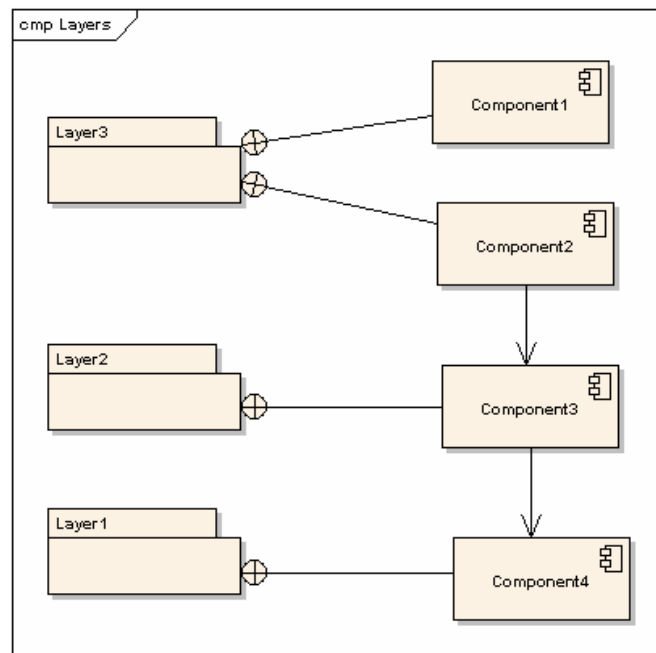 cmp Layers
Component1
Layer3
Component2
Layer2
Component3
Layer1
Component4